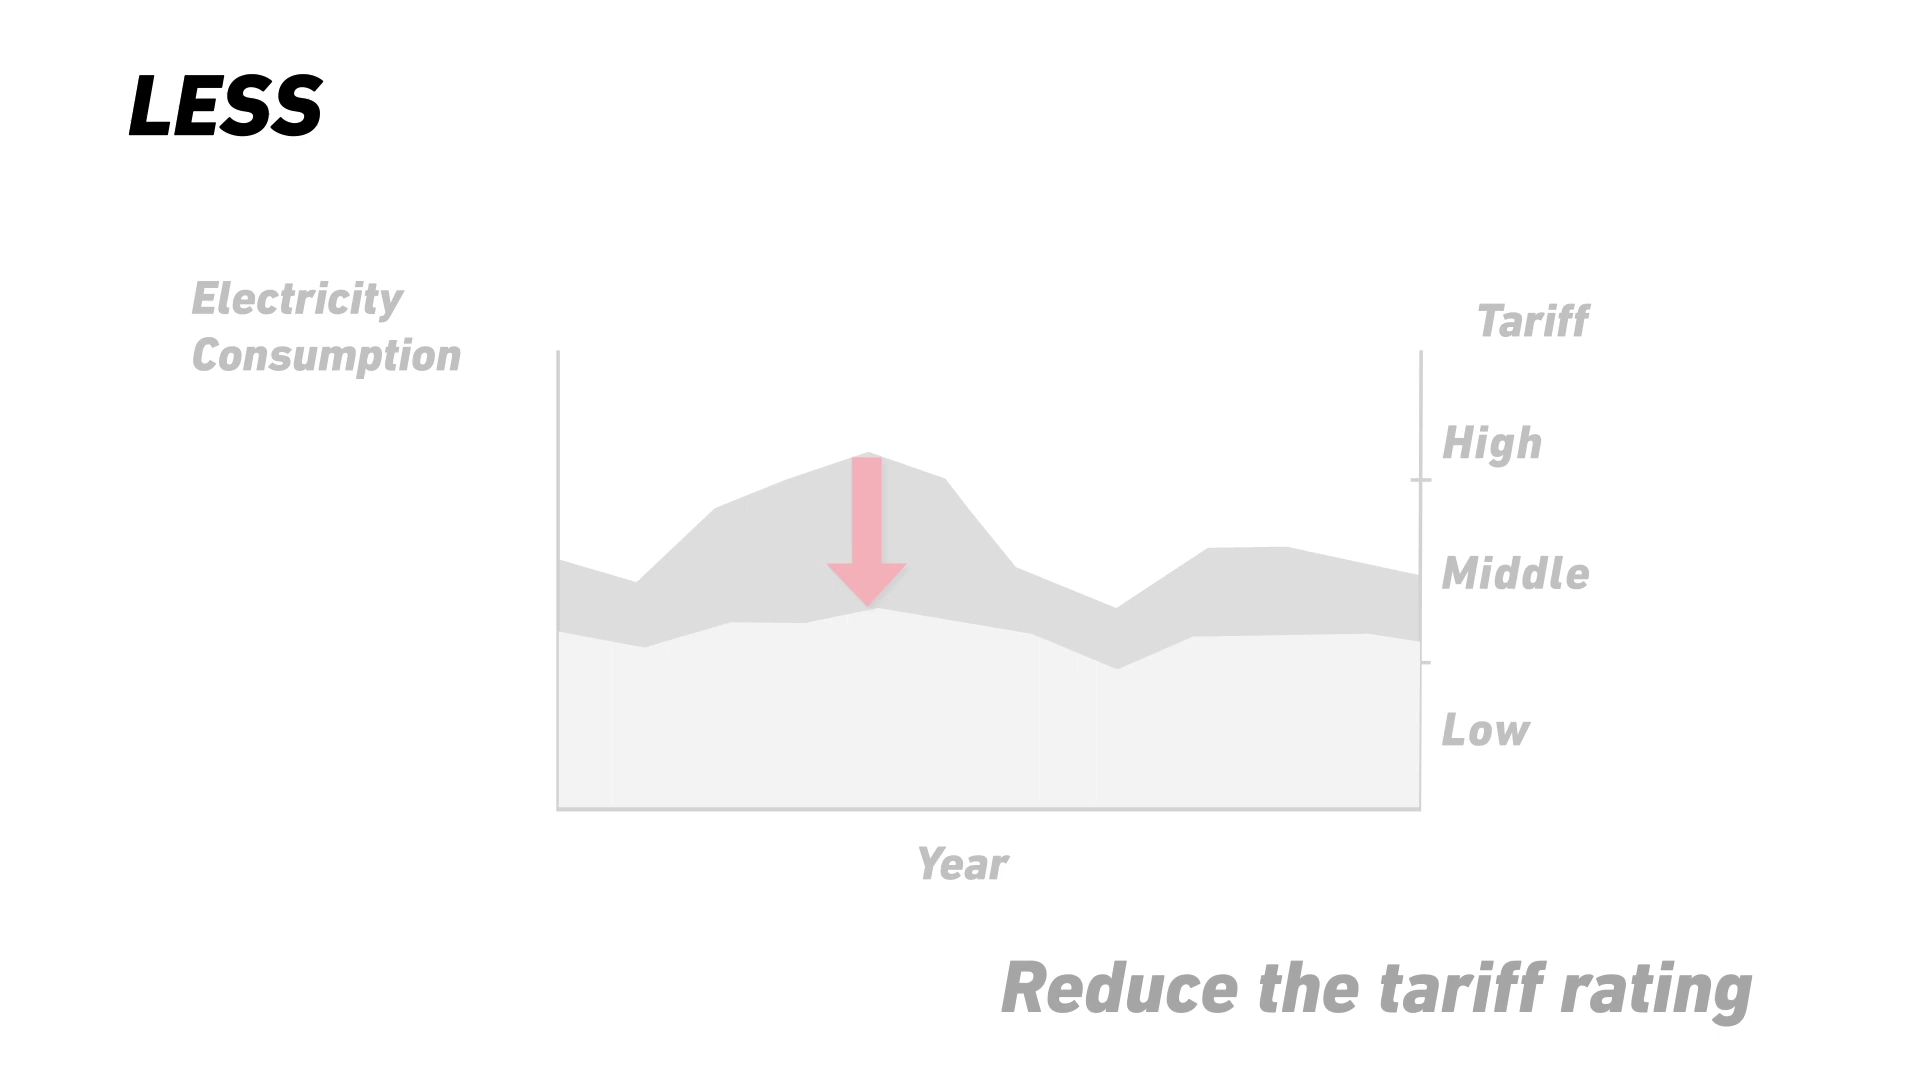 LESS
Electricity
Consumption
Tariff
High
Middle
Low
Year
Reduce the tariff rating